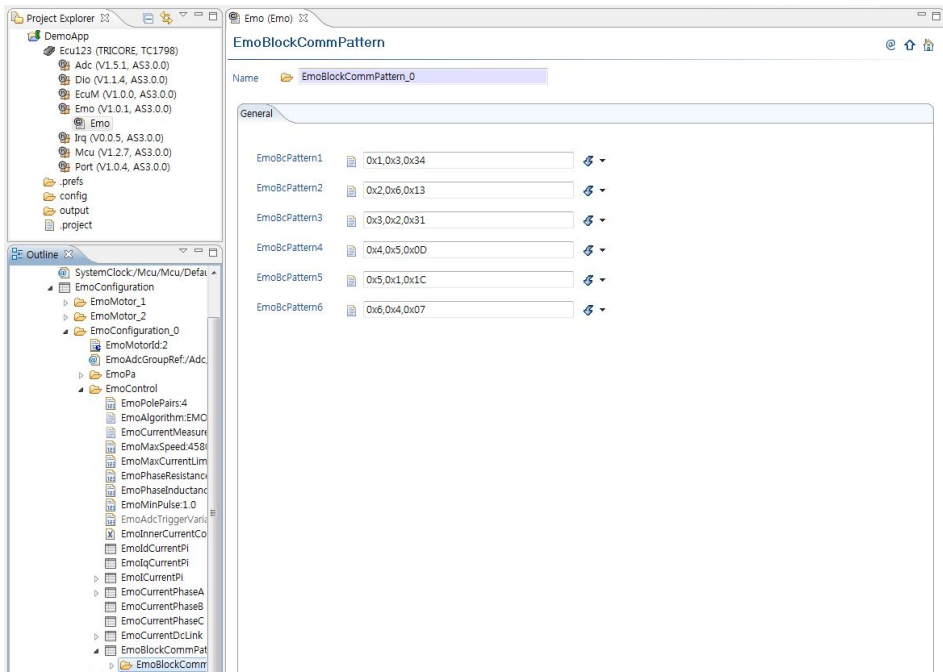 Project Explorer
DemoApp
Ecu123 (TRICORE, TC1798)
Adc (V1.5.1, AS3.0.0)
Dio (V1.1.4, AS3.0.0)
EcuM (V1.0.0, AS3.0.0)
Emo (V1.0.1, AS3.0.0)
Emo
Irq (V0.0.5, AS3.0.0)
Mcu (V1.2.7, AS3.0.0)
Port (V1.0.4, AS3.0.0)
.prefs
config
output
.project
Outline
SystemClock:/Mcu/Mcu/Defau
EmoConfiguration
EmoMotor_1
EmoMotor_2
EmoConfiguration_0
EmoMotorId:2
EmoAdcGroupRef:/Adc,
EmoPa
EmoControl
EmoPolePairs:4
EmoAlgorithm:EMO
EmoCurrentMeasure
EmoMaxSpeed:4580
EmoMaxCurrentLim
EmoPhaseResistance
EmoPhaseInductanc
EmoMinPulse:1.0
EmoAdcTriggerVaria
EmoInnerCurrentCo
EmoIdCurrentPi
EmoIqCurrentPi
EmoICurrentPi
EmoCurrentPhaseA
EmoCurrentPhaseB
EmoCurrentPhaseC
EmoCurrentDcLink
EmoBlockCommPat
EmoBlockComm
Emo (Emo)
EmoBlockCommPattern
Name EmoBlockCommPattern_0
General
EmoBcPattern1 0x1,0x3,0x34
EmoBcPattern2 0x2,0x6,0x13
EmoBcPattern3 0x3,0x2,0x31
EmoBcPattern4 0x4,0x5,0x0D
EmoBcPattern5 0x5,0x1,0x1C
EmoBcPattern6 0x6,0x4,0x07